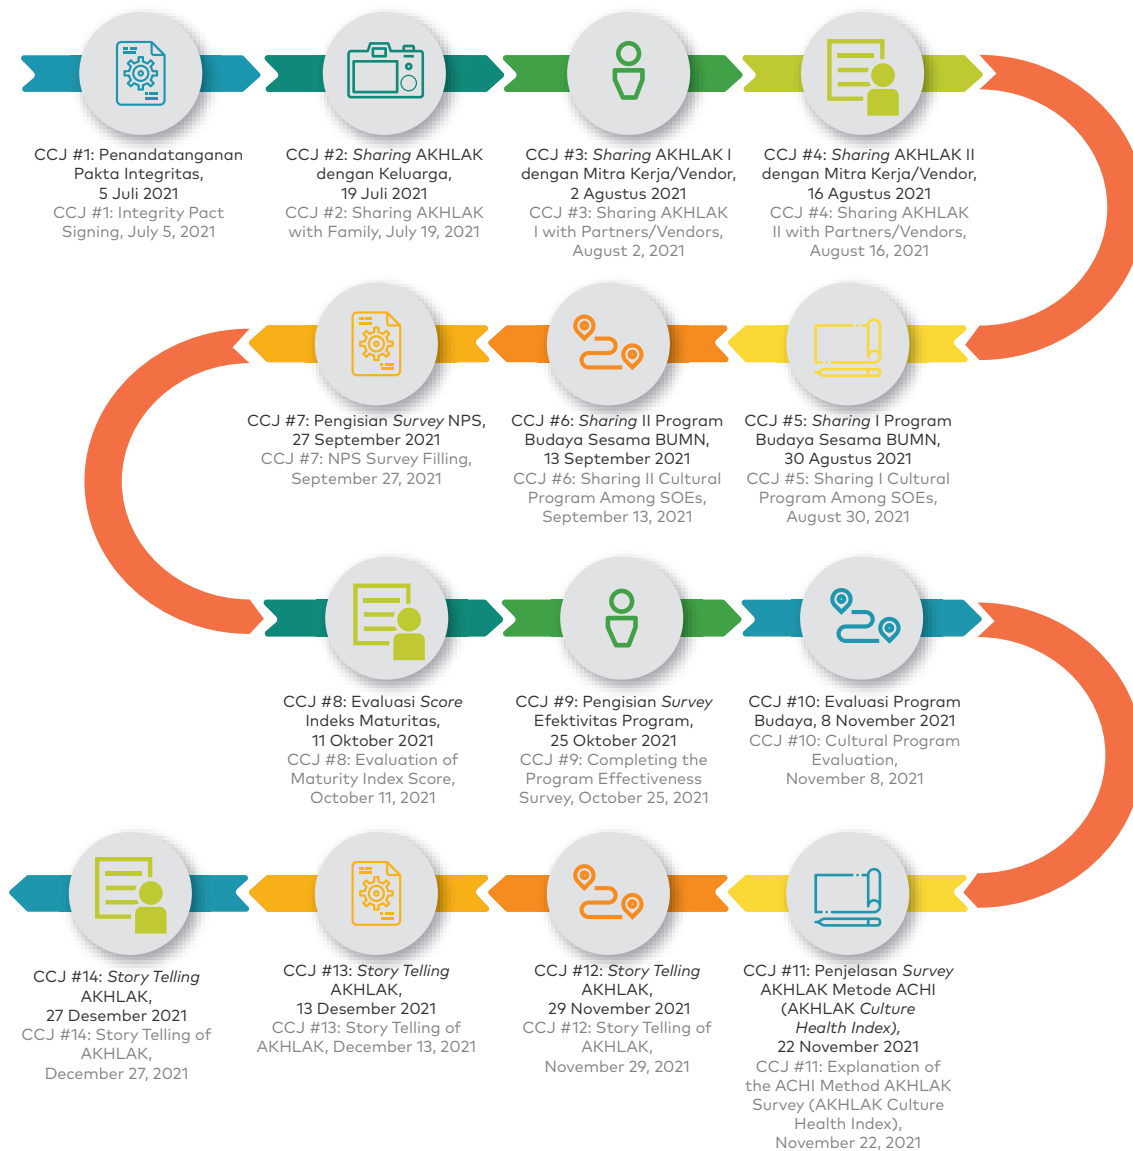 CCJ #1: Penandatanganan
Pakta Integritas,
5 Juli 2021
CCJ #1: Integrity Pact
Signing, July 5, 2021
CCJ #2: Sharing AKHLAK
dengan Keluarga,
19 Juli 2021
CCJ #2: Sharing AKHLAK
with Family, July 19, 2021
CCJ #3: Sharing AKHLAK I
dengan Mitra Kerja/Vendor,
2 Agustus 2021
CCJ #3: Sharing AKHLAK
I with Partners/Vendors,
August 2, 2021
CCJ #4: Sharing AKHLAK II
dengan Mitra Kerja/Vendor,
16 Agustus 2021
CCJ #4: Sharing AKHLAK
II with Partners/Vendors,
August 16, 2021
CCJ #5: Sharing I Program
Budaya Sesama BUMN,
30 Agustus 2021
CCJ #5: Sharing I Cultural
Program Among SOEs,
August 30, 2021
CCJ #6: Sharing II Program
Budaya Sesama BUMN,
13 September 2021
CCJ #6: Sharing II Cultural
Program Among SOEs,
September 13, 2021
CCJ #7: Pengisian Survey NPS,
27 September 2021
CCJ #7: NPS Survey Filling,
September 27, 2021
CCJ #8: Evaluasi Score
Indeks Maturitas,
11 Oktober 2021
CCJ #8: Evaluation of
Maturity Index Score,
October 11, 2021
CCJ #9: Pengisian Survey
Efektivitas Program,
25 Oktober 2021
CCJ #9: Completing the
Program Effectiveness
Survey, October 25, 2021
CCJ #10: Evaluasi Program
Budaya, 8 November 2021
CCJ #10: Cultural Program
Evaluation,
November 8, 2021
CCJ #11: Penjelasan Survey
AKHLAK Metode ACHI
(AKHLAK Culture
Health Index),
22 November 2021
CCJ #11: Explanation of
the ACHI Method AKHLAK
Survey (AKHLAK Culture
Health Index),
November 22, 2021
CCJ #12: Story Telling
AKHLAK,
29 November 2021
CCJ #12: Story Telling of
AKHLAK,
November 29, 2021
CCJ #13: Story Telling
AKHLAK,
13 Desember 2021
CCJ #13: Story Telling of
AKHLAK, December 13, 2021
CCJ #14: Story Telling
AKHLAK,
27 Desember 2021
CCJ #14: Story Telling of
AKHLAK,
December 27, 2021